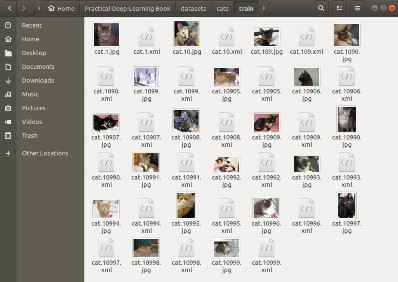 Home Practical Deep Learning Book datasets cats train
Recent
Home
Desktop
Documents
Downloads
Music
Pictures
Videos
Trash
Other Locations
cat.1.jpg cat.1.xml cat.10.jpg cat.10.xml cat.109.jpg cat.109.xml cat.1090.
jpg
cat.1090. cat.1099. cat.1099. cat.10905. cat.10905. cat.10906. cat.10906.
xml jpg xml jpg xml jpg xml
cat.10907. cat.10907. cat.10908. cat.10908. cat.10909. cat.10909. cat.10990.
jpg xml jpg xml jpg xml jpg
cat.10990. cat.10991. cat.10991. cat.10992. cat.10992. cat.10993. cat.10993.
xml jpg xml jpg xml jpg xml
cat.10994. cat.10994. cat.10995. cat.10995. cat.10996. cat.10996. cat.10997.
jpg xml jpg xml jpg xml jpg
cat.10997. cat.10998. cat.10998. cat.10999. cat.10999.
xml jpg xml jpg xml